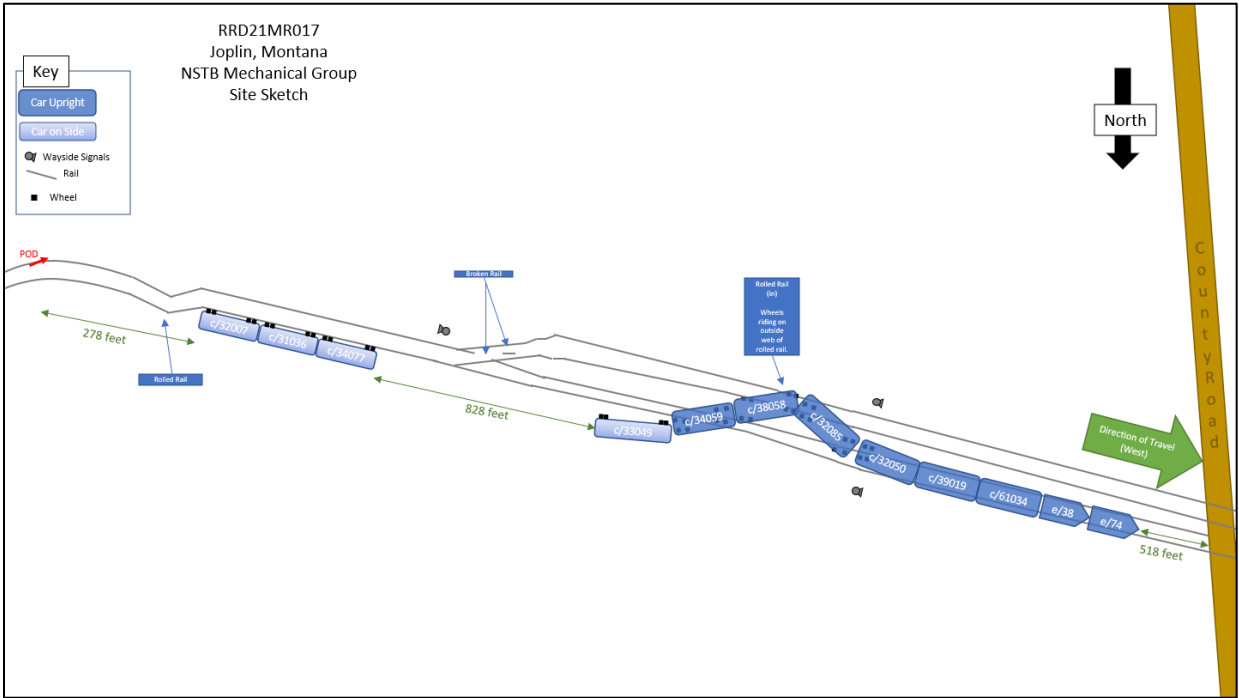 RRD21MR017
Joplin, Montana
NSTB Mechanical Group
Site Sketch
Key
Car Upright
Car on Side
Wayside Signals
Rail
Wheel
North
POD
278 feet
Rolled Rail
c/32007
c/31036
c/34077
828 feet
Broken Rail
Rolled Rail
(in)
Wheels
riding on
outside
web of
rolled rail.
c/33049
c/34059
c/38058
c/32085
c/32050
c/39019
c/61034
e/38
e/74
Direction of Travel
(West)
518 feet
County Road